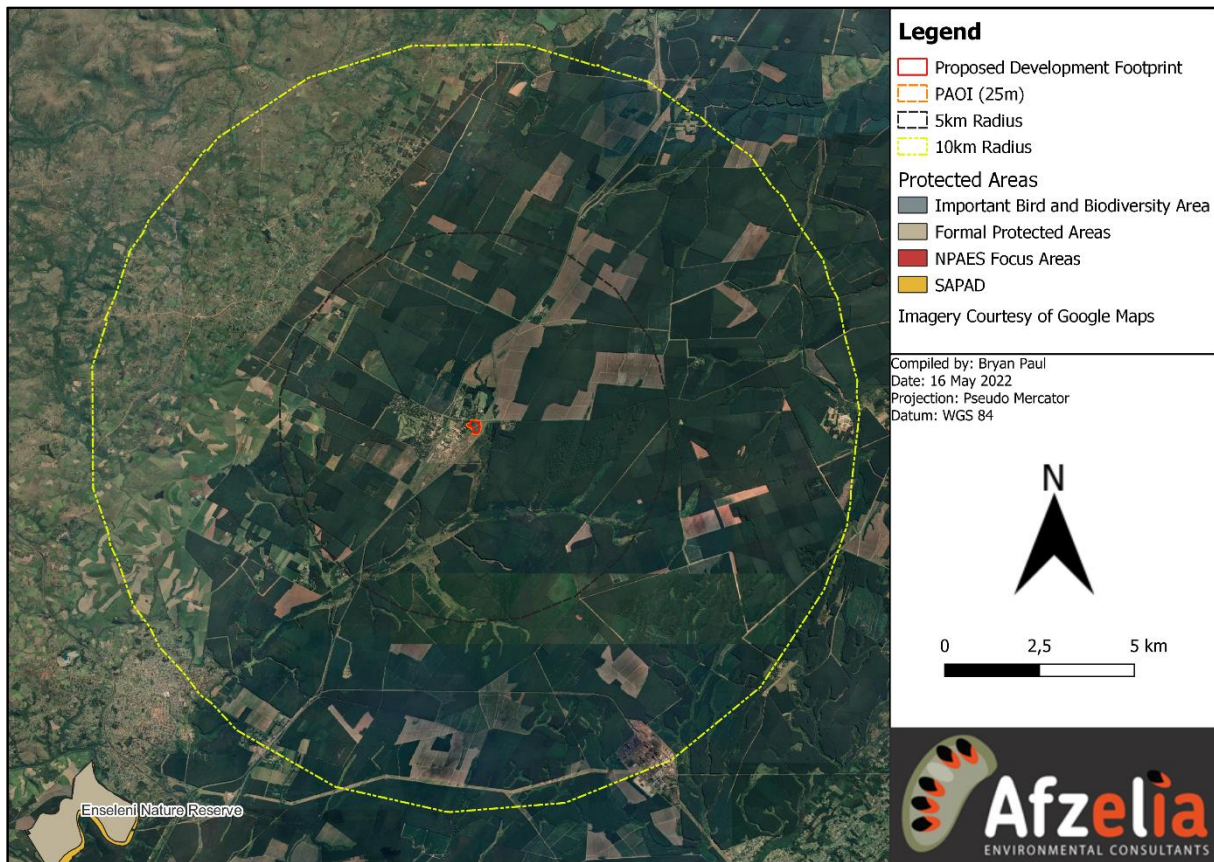 Legend
Proposed Development Footprint
PAOI (25m)
5km Radius
10km Radius
Protected Areas
Important Bird and Biodiversity Area
Formal Protected Areas
NPAES Focus Areas
SAPAD
Imagery Courtesy of Google Maps
Compiled by: Bryan Paul
Date: 16 May 2022
Projection: Pseudo Mercator
Datum: WGS 84
N
0 2,5 5 km
Enseleni Nature Reserve
Afzelia
ENVIRONMENTAL CONSULTANTS